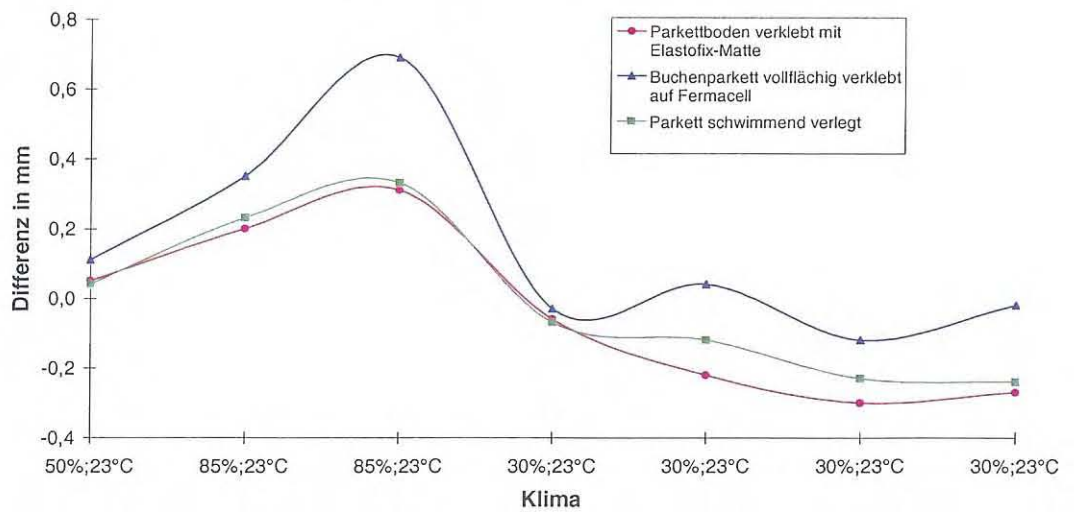 0,8
0,6
0,4
0,2
0,0
-0,2
-0,4
Differenz in mm
Parkettboden verklebt mit
Elastofix-Matte
Buchenparkett vollflächig verklebt
auf Fermacell
Parkett schwimmend verlegt
50%;23°C 85%;23°C 85%;23°C 30%;23°C 30%;23°C 30%;23°C 30%;23°C
Klima